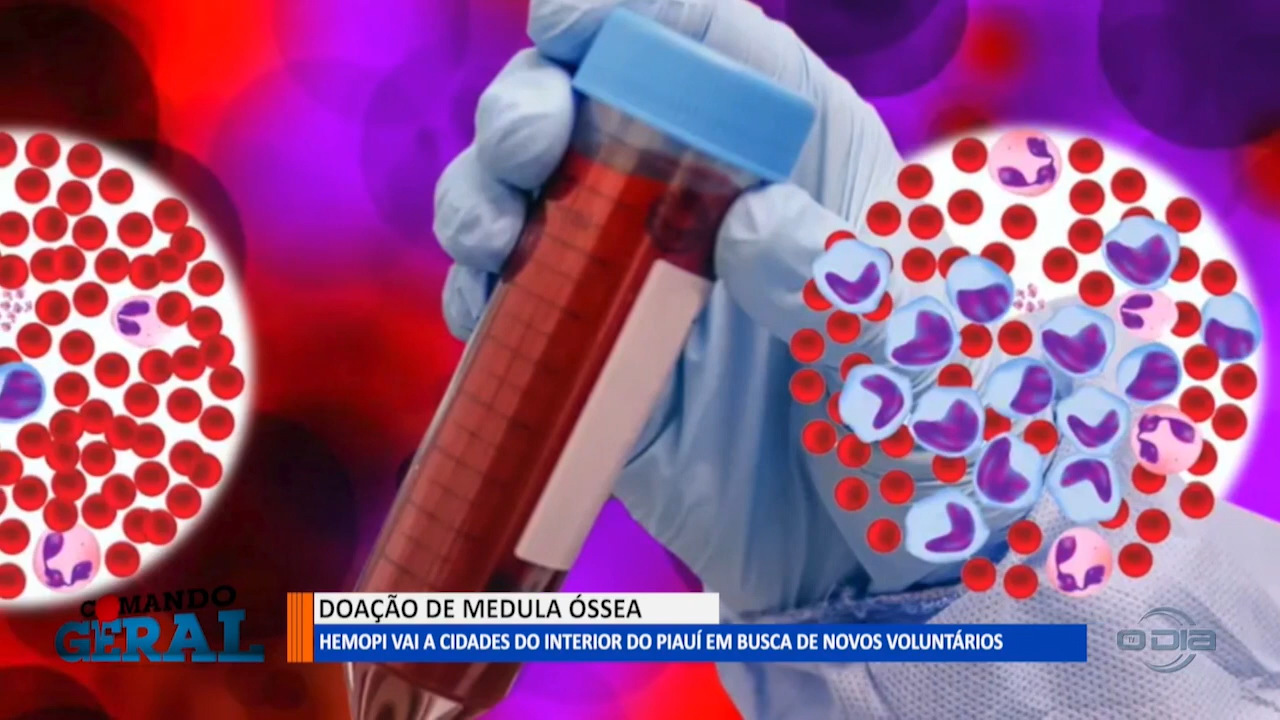 DOAÇÃO DE MEDULA ÓSSEA
HEMOPI VAI A CIDADES DO INTERIOR DO PIAUÍ EM BUSCA DE NOVOS VOLUNTÁRIOS
COMANDO
GERAL
TV
O DIA